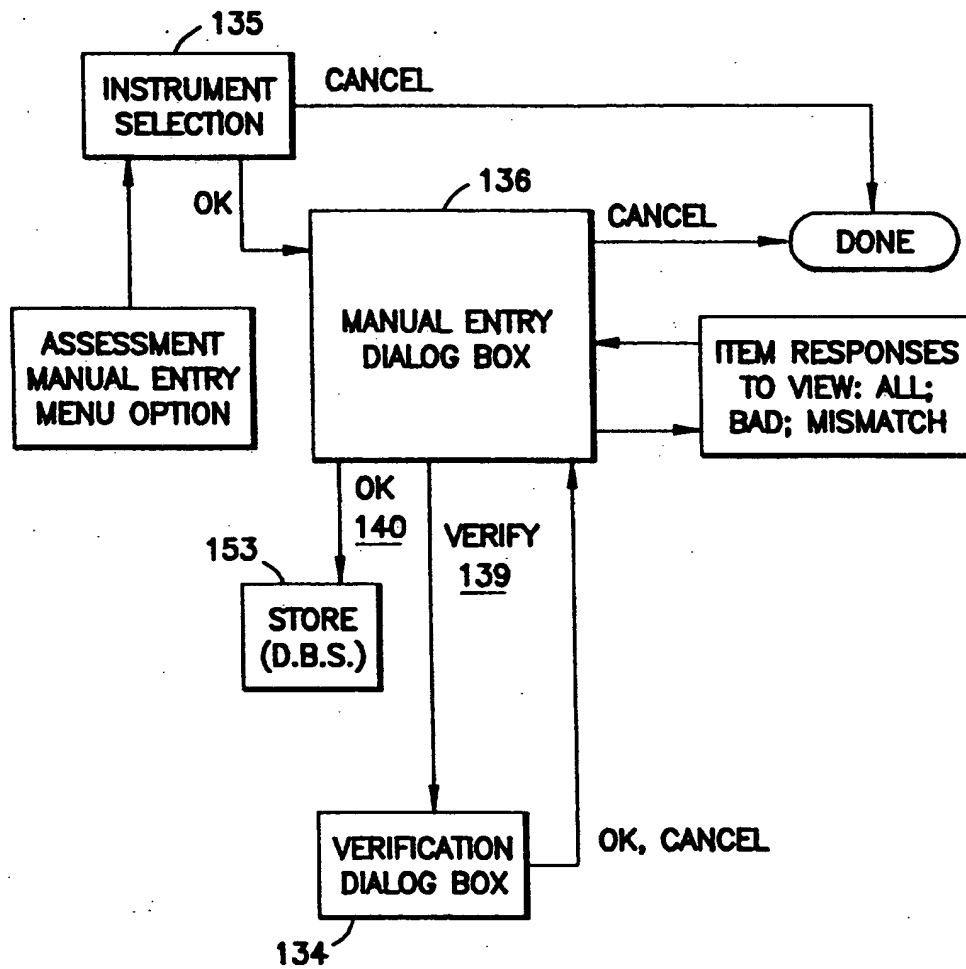 135
INSTRUMENT
SELECTION
CANCEL
OK
136
CANCEL
DONE
ASSESSMENT
MANUAL ENTRY
MENU OPTION
MANUAL ENTRY
DIALOG BOX
ITEM RESPONSES
TO VIEW: ALL;
BAD; MISMATCH
OK
140
VERIFY
139
153
STORE
(D.B.S.)
VERIFICATION
DIALOG BOX
OK, CANCEL
134